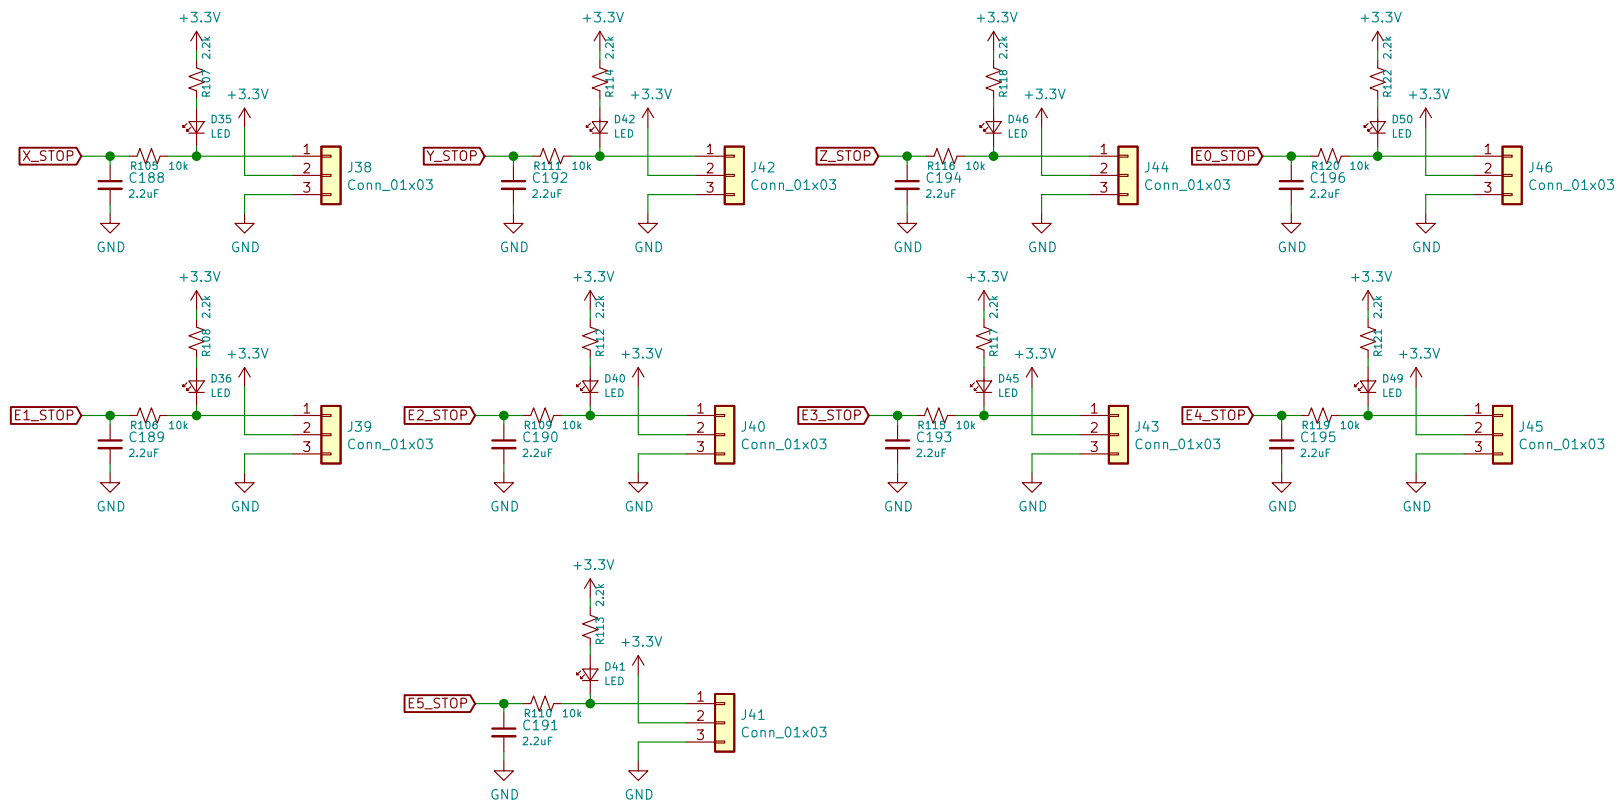 +3.3V
2.2k
R107
+3.3V
D35
LED
X_STOP
R105 10k
C188
2.2uF
GND
GND
1
2
3
J38
Conn_01x03
+3.3V
2.2k
R114
+3.3V
D42
LED
Y_STOP
R111 10k
C192
2.2uF
GND
GND
1
2
3
J42
Conn_01x03
+3.3V
2.2k
R118
+3.3V
D46
LED
Z_STOP
R116 10k
C194
2.2uF
GND
GND
1
2
3
J44
Conn_01x03
+3.3V
2.2k
R122
+3.3V
D50
LED
E0_STOP
R120 10k
C196
2.2uF
GND
GND
1
2
3
J46
Conn_01x03
+3.3V
2.2k
R108
+3.3V
D36
LED
E1_STOP
R106 10k
C189
2.2uF
GND
GND
1
2
3
J39
Conn_01x03
+3.3V
2.2k
R112
+3.3V
D40
LED
E2_STOP
R109 10k
C190
2.2uF
GND
GND
1
2
3
J40
Conn_01x03
+3.3V
2.2k
R117
+3.3V
D45
LED
E3_STOP
R115 10k
C193
2.2uF
GND
GND
1
2
3
J43
Conn_01x03
+3.3V
2.2k
R121
+3.3V
D49
LED
E4_STOP
R119 10k
C195
2.2uF
GND
GND
1
2
3
J45
Conn_01x03
+3.3V
2.2k
R113
+3.3V
D41
LED
E5_STOP
R110 10k
C191
2.2uF
GND
GND
1
2
3
J41
Conn_01x03